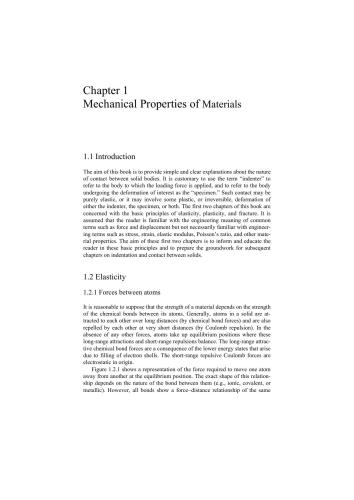 Chapter 1
Mechanical Properties of Materials
1.1 Introduction
The aim of this book is to provide simple and clear explanations about the nature
of contact between solid bodies. It is customary to use the term “indenter” to
refer to the body to which the loading force is applied, and to refer to the body
undergoing the deformation of interest as the “specimen.” Such contact may be
purely elastic, or it may involve some plastic, or irreversible, deformation of
either the indenter, the specimen, or both. The first two chapters of this book are
concerned with the basic principles of elasticity, plasticity, and fracture. It is
assumed that the reader is familiar with the engineering meaning of common
terms such as force and displacement but not necessarily familiar with engineer-
ing terms such as stress, strain, elastic modulus, Poisson’s ratio, and other mate-
rial properties. The aim of these first two chapters is to inform and educate the
reader in these basic principles and to prepare the groundwork for subsequent
chapters on indentation and contact between solids.
1.2 Elasticity
1.2.1 Forces between atoms
It is reasonable to suppose that the strength of a material depends on the strength
of the chemical bonds between its atoms. Generally, atoms in a solid are at-
tracted to each other over long distances (by chemical bond forces) and are also
repelled by each other at very short distances (by Coulomb repulsion). In the
absence of any other forces, atoms take up equilibrium positions where these
long-range attractions and short-range repulsions balance. The long-range attrac-
tive chemical bond forces are a consequence of the lower energy states that arise
due to filling of electron shells. The short-range repulsive Coulomb forces are
electrostatic in origin.
Figure 1.2.1 shows a representation of the force required to move one atom
away from another at the equilibrium position. The exact shape of this relation-
ship depends on the nature of the bond between them (e.g., ionic, covalent, or
metallic). However, all bonds show a force–distance relationship of the same